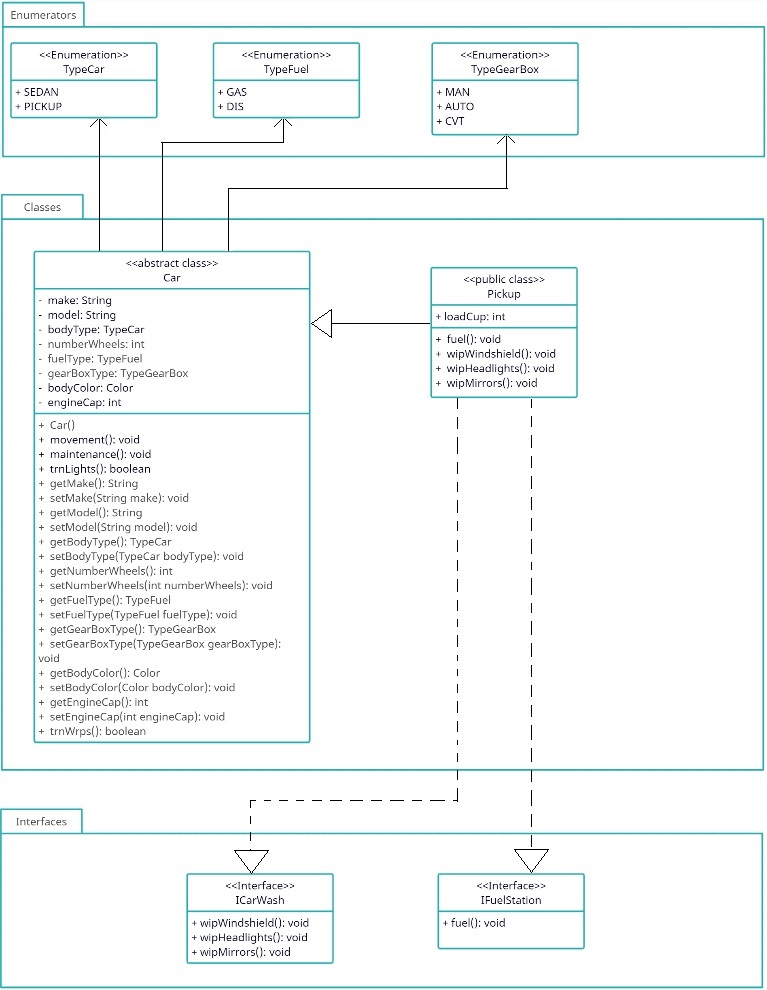 Enumerators
<<Enumeration>>
TypeCar
+ SEDAN
+ PICKUP
<<Enumeration>>
TypeFuel
+ GAS
+ DIS
<<Enumeration>>
TypeGearBox
+ MAN
+ AUTO
+ CVT
Classes
<<abstract class>>
Car
- make: String
- model: String
- bodyType: TypeCar
- numberWheels: int
- fuelType: TypeFuel
- gearBoxType: TypeGearBox
- bodyColor: Color
- engineCap: int
+ Car()
+ movement(): void
+ maintenance(): void
+ trnLights(): boolean
+ getMake(): String
+ setMake(String make): void
+ getModel(): String
+ setModel(String model): void
+ getBodyType(): TypeCar
+ setBodyType(TypeCar bodyType): void
+ getNumberWheels(): int
+ setNumberWheels(int numberWheels): void
+ getFuelType(): TypeFuel
+ setFuelType(TypeFuel fuelType): void
+ getGearBoxType(): TypeGearBox
+ setGearBoxType(TypeGearBox gearBoxType):
void
+ getBodyColor(): Color
+ setBodyColor(Color bodyColor): void
+ getEngineCap(): int
+ setEngineCap(int engineCap): void
+ trnWrps(): boolean
<<public class>>
Pickup
+ loadCup: int
+ fuel(): void
+ wipWindshield(): void
+ wipHeadlights(): void
+ wipMirrors(): void
Interfaces
<<Interface>>
ICarWash
+ wipWindshield(): void
+ wipHeadlights(): void
+ wipMirrors(): void
<<Interface>>
IFuelStation
+ fuel(): void